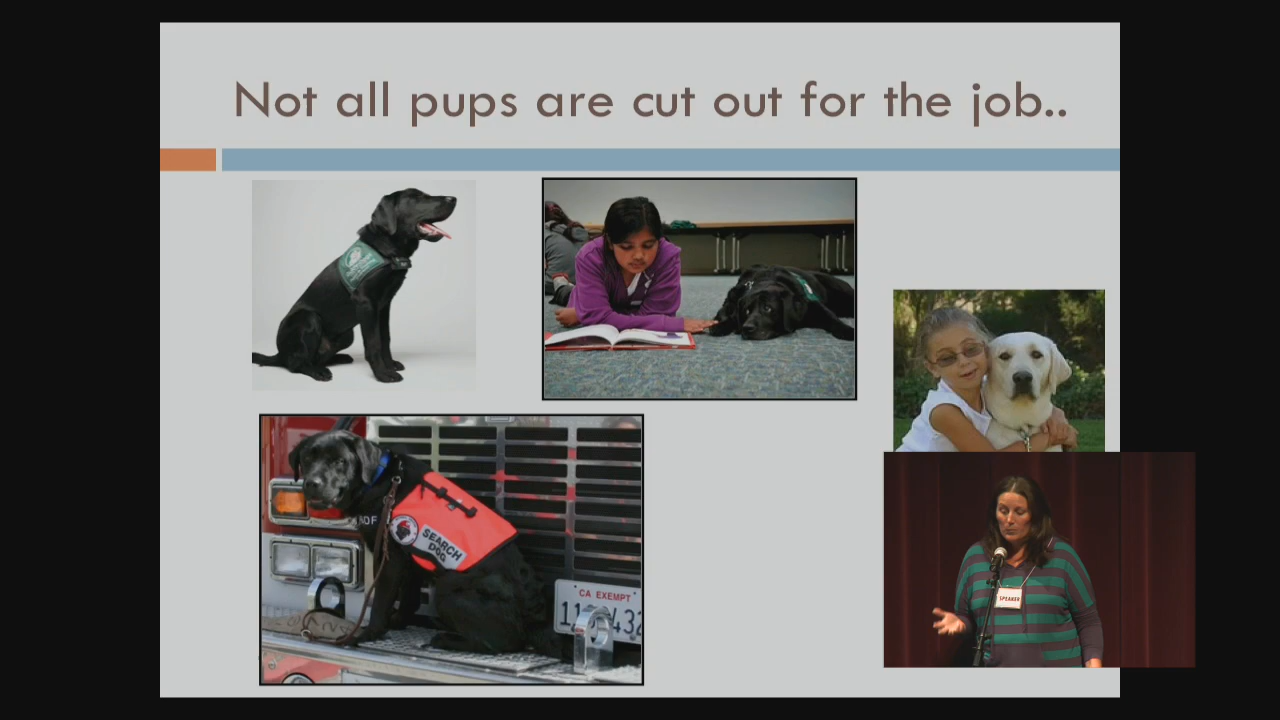 Not all pups are cut out for the job..
SEARCH
DOG
CA EXEMPT
SPEAKER